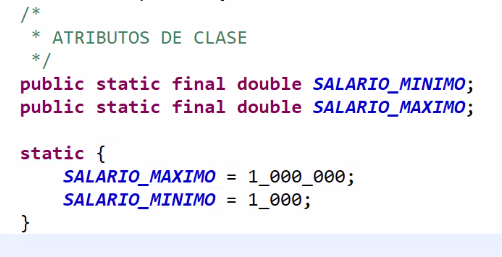 /*
 * ATRIBUTOS DE CLASE
 */
public static final double SALARIO_MINIMO;
public static final double SALARIO_MAXIMO;

static {
    SALARIO_MAXIMO = 1_000_000;
    SALARIO_MINIMO = 1_000;
}